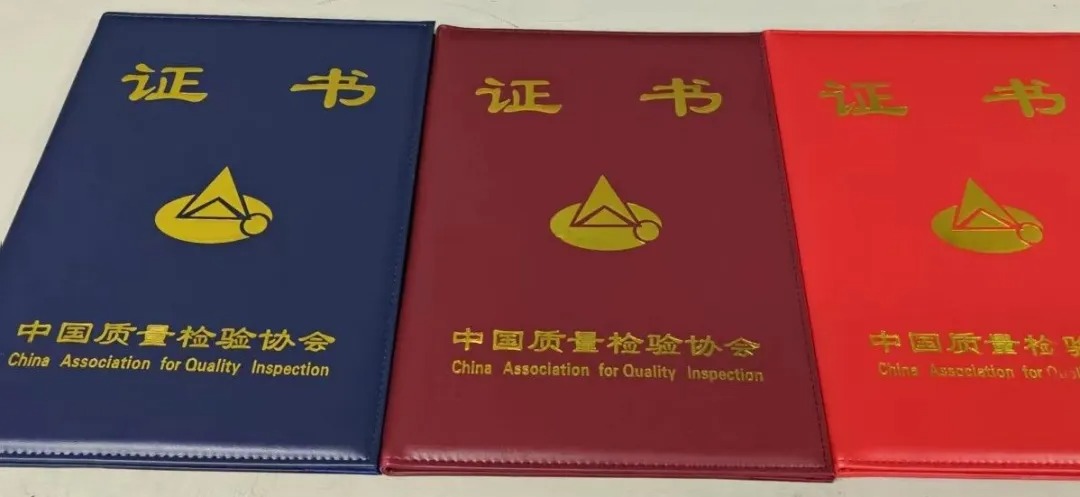 证 书
中国质量检验协会
China Association for Quality Inspection
证 书
中国质量检验协会
China Association for Quality Inspection
证 书
中国质量检验
China Association for